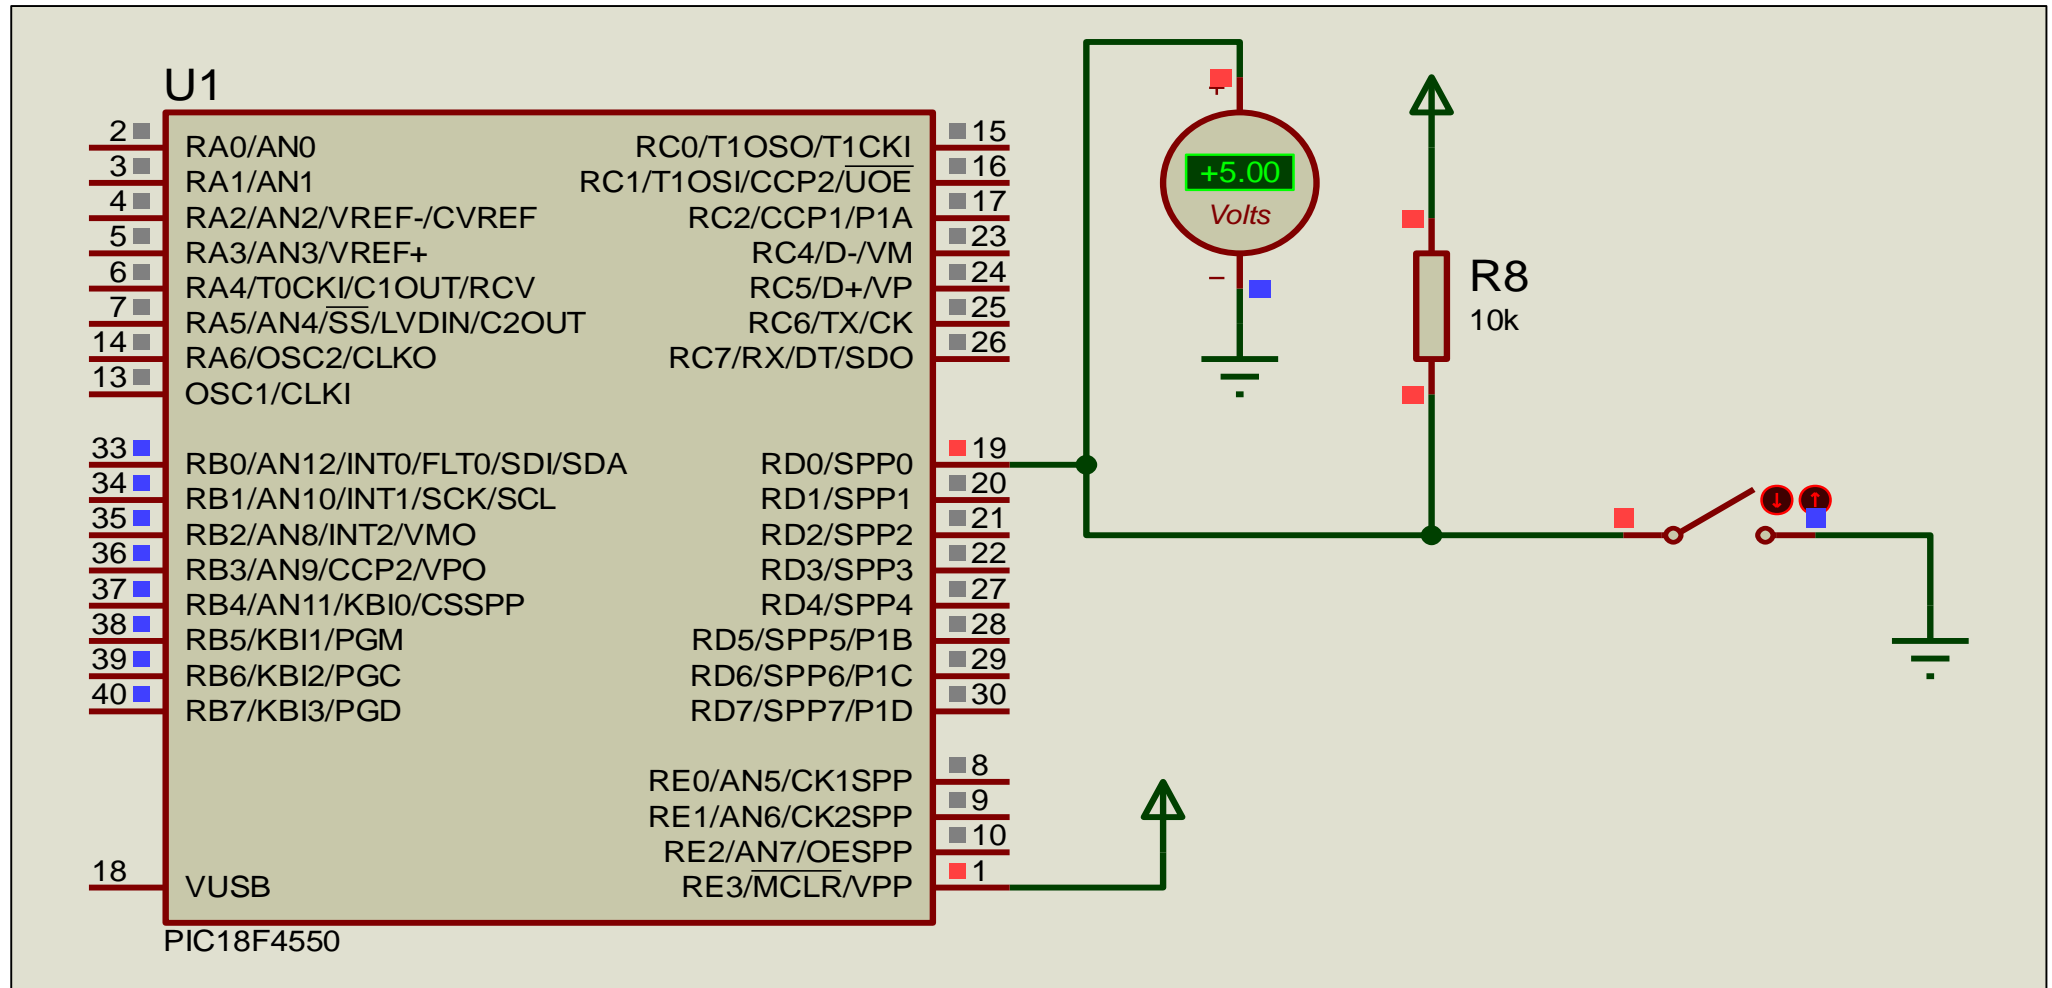 U1
2 RA0/AN0
3 RA1/AN1
4 RA2/AN2/VREF-/CVREF
5 RA3/AN3/VREF+
6 RA4/T0CKI/C1OUT/RCV
7 RA5/AN4/SS/LVDIN/C2OUT
14 RA6/OSC2/CLKO
13 OSC1/CLKI
33 RB0/AN12/INT0/FLT0/SDI/SDA
34 RB1/AN10/INT1/SCK/SCL
35 RB2/AN8/INT2/VMO
36 RB3/AN9/CCP2/VPO
37 RB4/AN11/KBI0/CSSPP
38 RB5/KBI1/PGM
39 RB6/KBI2/PGC
40 RB7/KBI3/PGD
18 VUSB
RC0/T1OSO/T1CKI 15
RC1/T1OSI/CCP2/UOE 16
RC2/CCP1/P1A 17
RC4/D-/VM 23
RC5/D+/VP 24
RC6/TX/CK 25
RC7/RX/DT/SDO 26
RD0/SPP0 19
RD1/SPP1 20
RD2/SPP2 21
RD3/SPP3 22
RD4/SPP4 27
RD5/SPP5/P1B 28
RD6/SPP6/P1C 29
RD7/SPP7/P1D 30
RE0/AN5/CK1SPP 8
RE1/AN6/CK2SPP 9
RE2/AN7/OESPP 10
RE3/MCLR/VPP 1
PIC18F4550
+
+5.00
Volts
−
R8
10k